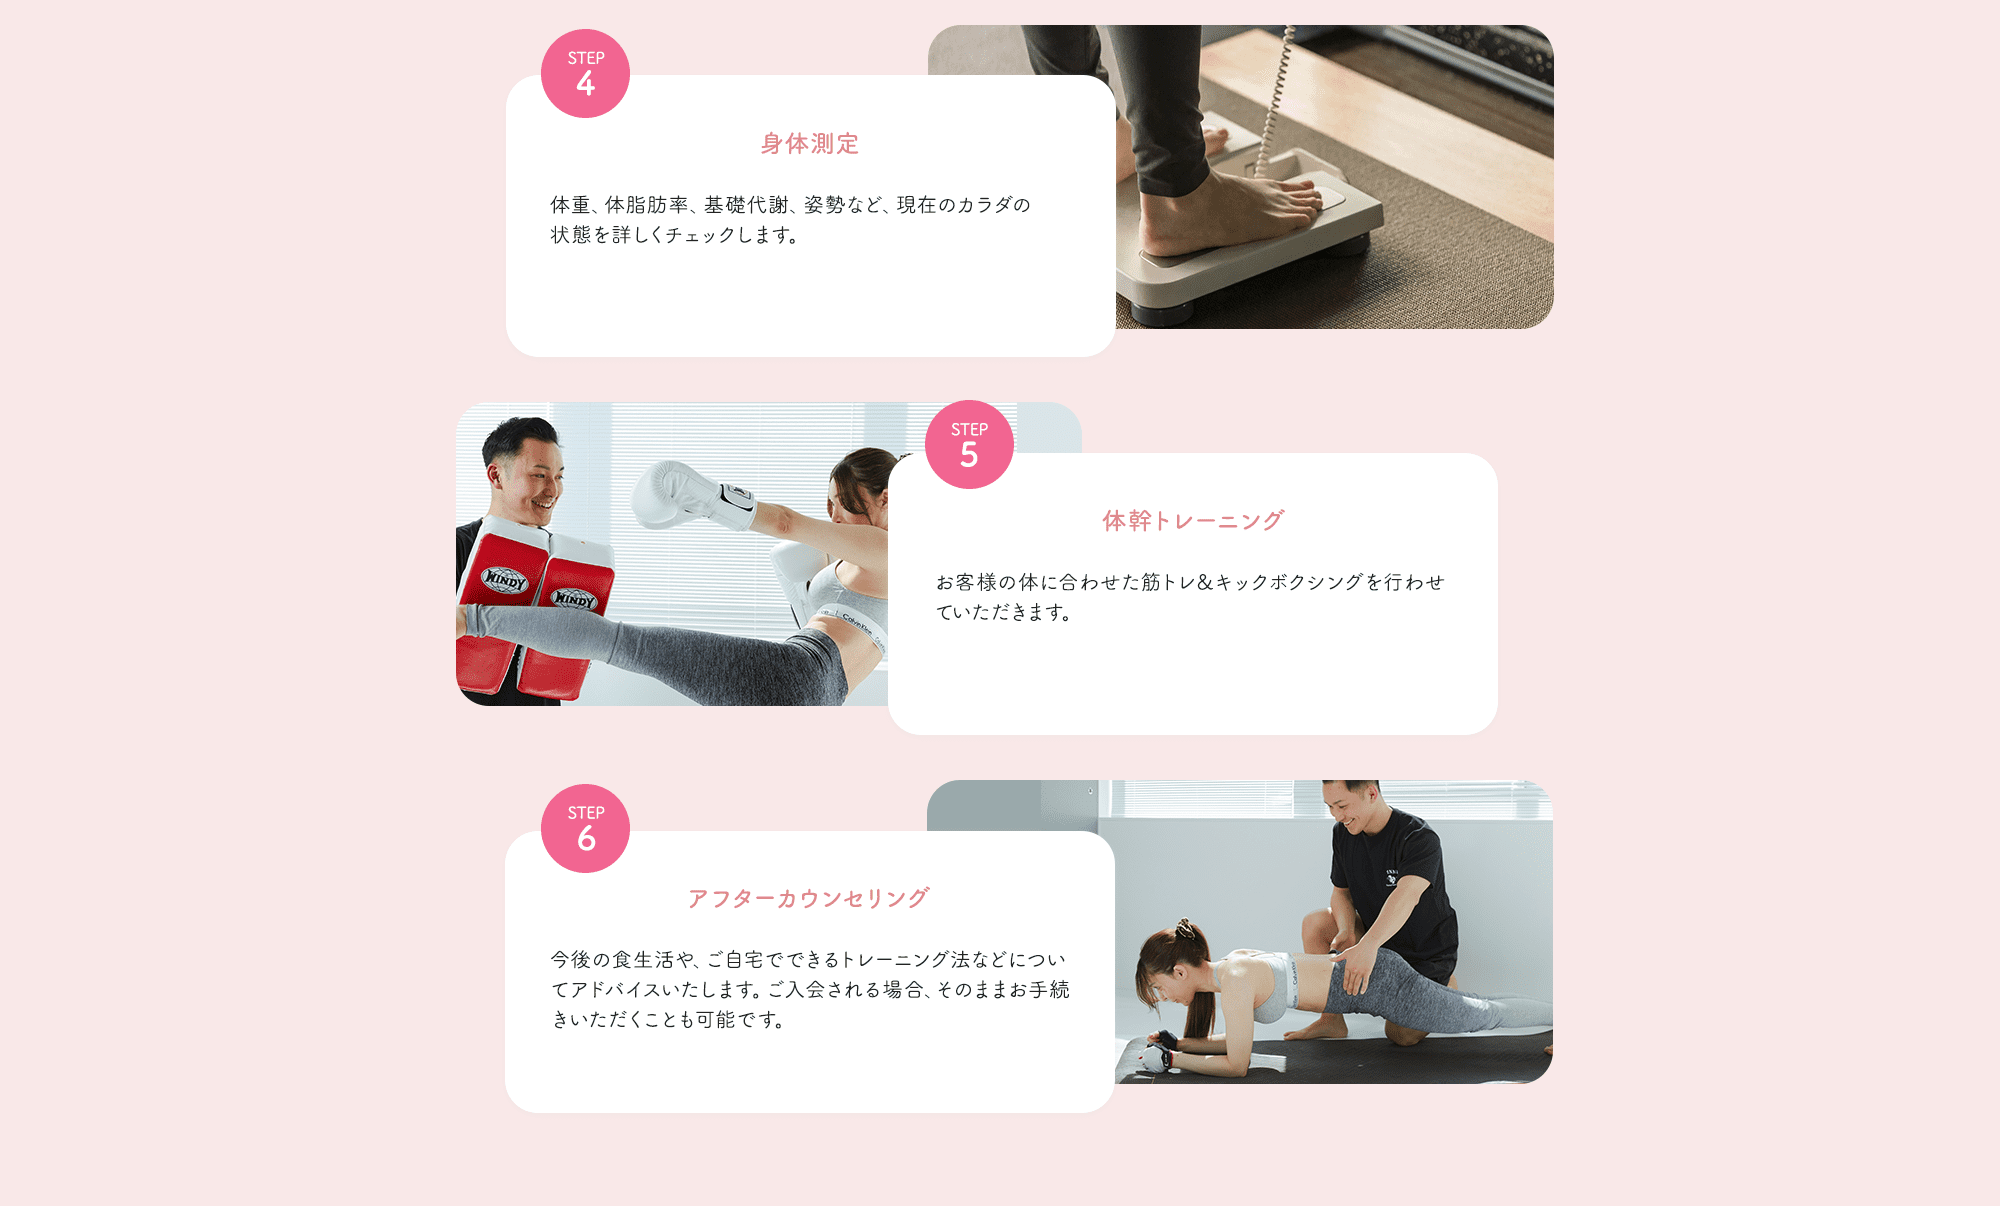 STEP
4
身体測定
体重、体脂肪率、基礎代謝、姿勢など、現在のカラダの
状態を詳しくチェックします。
STEP
5
WINDY
WINDY
Calvin Klein
体幹トレーニング
お客様の体に合わせた筋トレ&キックボクシングを行わせ
ていただきます。
STEP
6
アフターカウンセリング
今後の食生活や、ご自宅でできるトレーニング法などについ
てアドバイスいたします。ご入会される場合、そのままお手続
きいただくことも可能です。